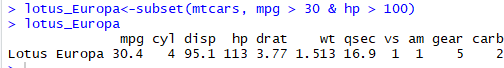 > lotus_Europa<-subset(mtcars, mpg > 30 & hp > 100)
> lotus_Europa
mpg cyl disp hp drat wt qsec vs am gear carb
Lotus Europa 30.4 4 95.1 113 3.77 1.513 16.9 1 1 5 2
>